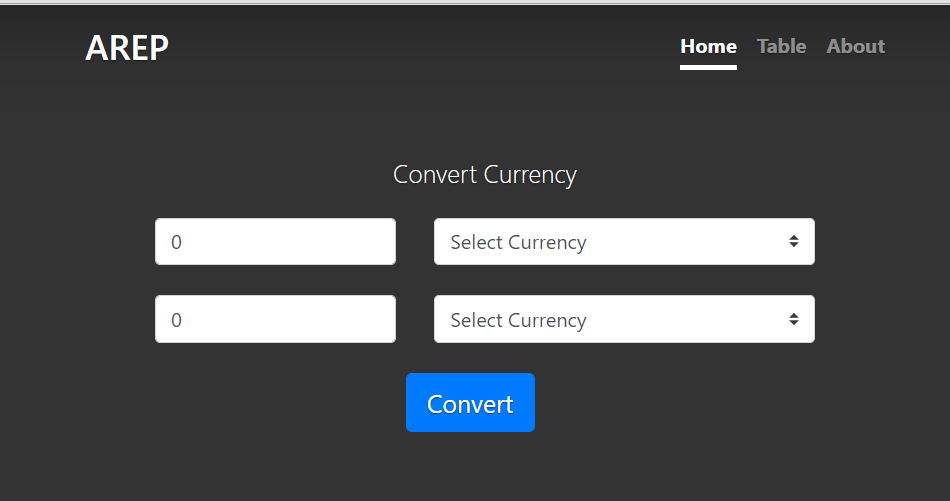 AREP Home Table About
Convert Currency
0 Select Currency
0 Select Currency
Convert